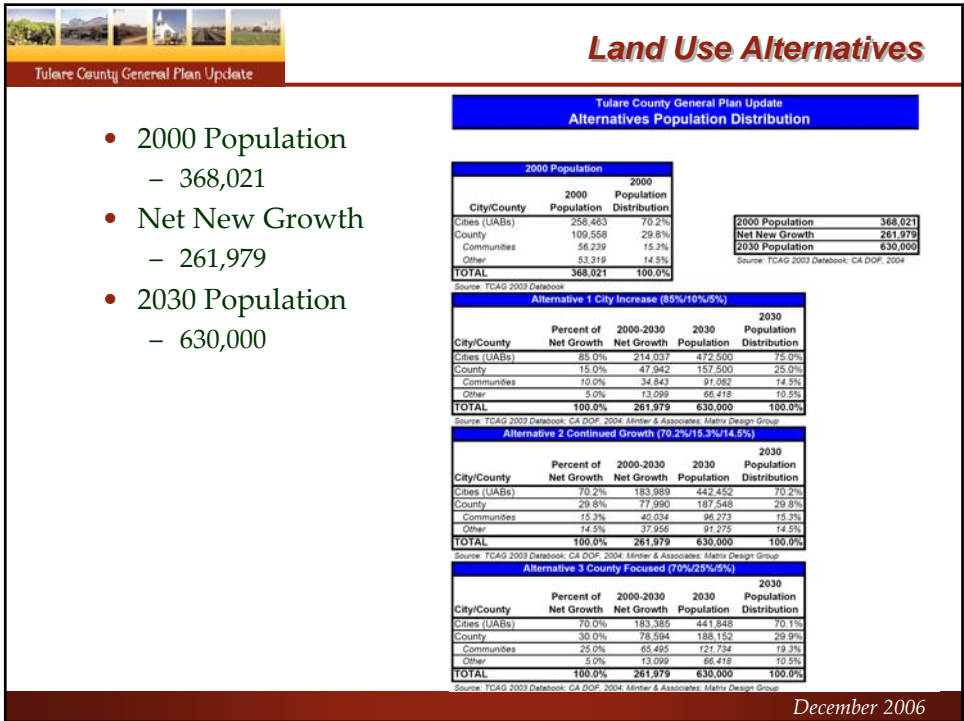 Tulare County General Plan Update
Land Use Alternatives
• 2000 Population
– 368,021
• Net New Growth
– 261,979
• 2030 Population
– 630,000
Tulare County General Plan Update
Alternatives Population Distribution
2000 Population
2000
2000 Population
City/County Population Distribution
Cities (UABs) 258,463 70.2%
County 109,558 29.8%
Communities 56,239 15.3%
Other 53,319 14.5%
TOTAL 368,021 100.0%
Source: TCAG 2003 Databook
2000 Population 368,021
Net New Growth 261,979
2030 Population 630,000
Source: TCAG 2003 Databook; CA DOF, 2004
Alternative 1 City Increase (85%/10%/5%)
2030
Percent of 2000-2030 2030 Population
City/County Net Growth Net Growth Population Distribution
Cities (UABs) 85.0% 214,037 472,500 75.0%
County 15.0% 47,942 157,500 25.0%
Communities 10.0% 34,843 91,082 14.5%
Other 5.0% 13,099 66,418 10.5%
TOTAL 100.0% 261,979 630,000 100.0%
Source: TCAG 2003 Databook; CA DOF, 2004; Mintier & Associates; Matrix Design Group
Alternative 2 Continued Growth (70.2%/15.3%/14.5%)
2030
Percent of 2000-2030 2030 Population
City/County Net Growth Net Growth Population Distribution
Cities (UABs) 70.2% 183,989 442,452 70.2%
County 29.8% 77,990 187,548 29.8%
Communities 15.3% 40,034 96,273 15.3%
Other 14.5% 37,956 91,275 14.5%
TOTAL 100.0% 261,979 630,000 100.0%
Source: TCAG 2003 Databook; CA DOF, 2004; Mintier & Associates; Matrix Design Group
Alternative 3 County Focused (70%/25%/5%)
2030
Percent of 2000-2030 2030 Population
City/County Net Growth Net Growth Population Distribution
Cities (UABs) 70.0% 183,385 441,848 70.1%
County 30.0% 78,594 188,152 29.9%
Communities 25.0% 65,495 121,734 19.3%
Other 5.0% 13,099 66,418 10.5%
TOTAL 100.0% 261,979 630,000 100.0%
Source: TCAG 2003 Databook; CA DOF, 2004; Mintier & Associates; Matrix Design Group
December 2006